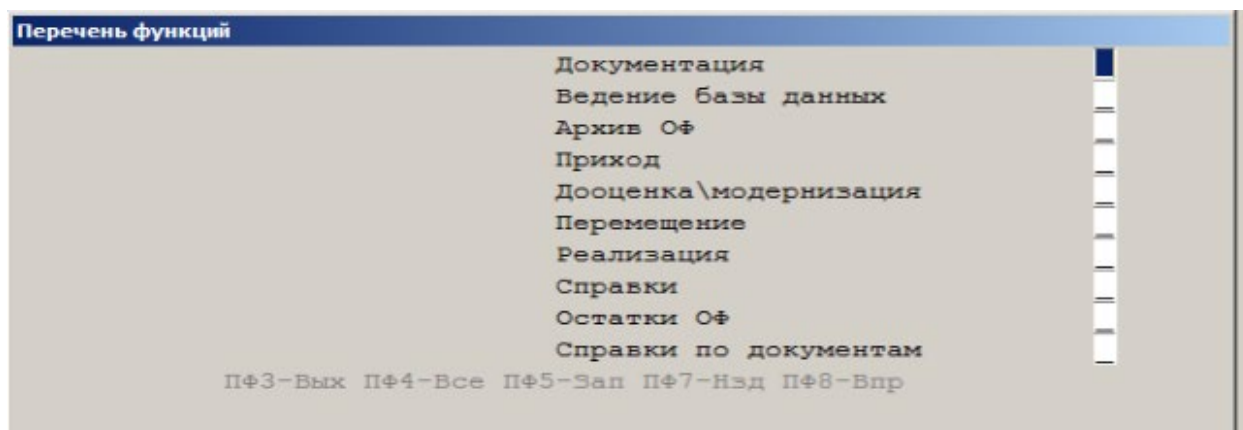 Перечень функций
Документация
Ведение базы данных
Архив ОФ
Приход
Дооценка\модернизация
Перемещение
Реализация
Справки
Остатки ОФ
Справки по документам
ПФ3-Вых ПФ4-Все ПФ5-Зап ПФ7-Нзд ПФ8-Впр